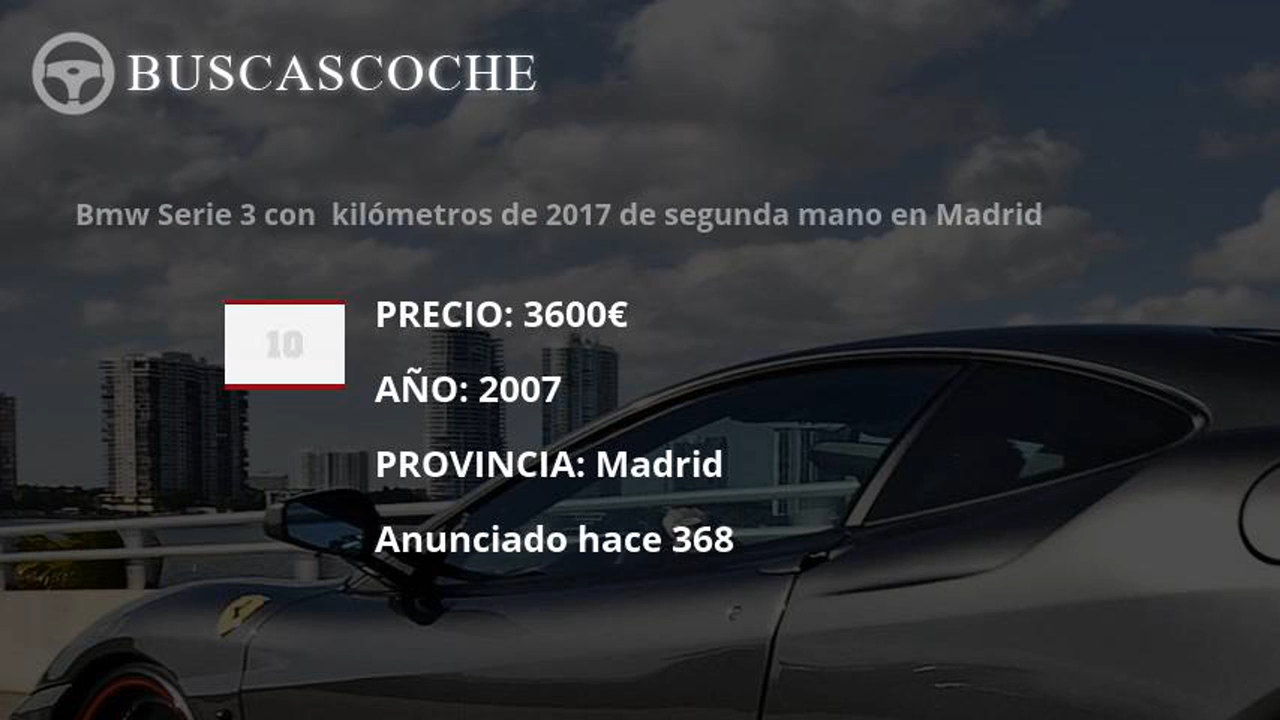 BUSCASCOCHE
Bmw Serie 3 con  kilómetros de 2017 de segunda mano en Madrid
10
PRECIO: 3600€
AÑO: 2007
PROVINCIA: Madrid
Anunciado hace 368